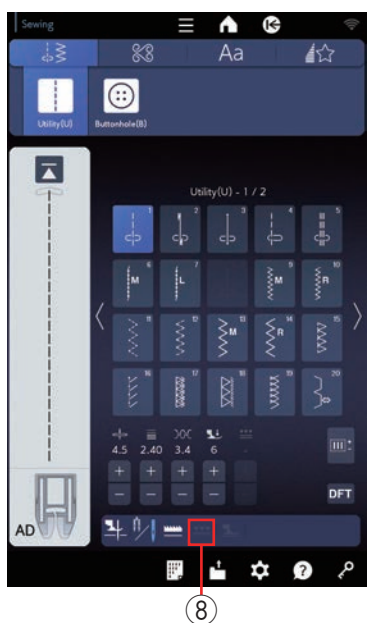 Sewing
Aa
Utility(U) Buttonhole(B)
Utility(U) - 1 / 2
1 2 3 4 5
M 6 L 7 M 9 R 10
11 12 M 13 R 14 15
16 17 18 19 20
4.5 2.40 3.4 6 -
+ + + +
- - - -
DFT
AD
?
8